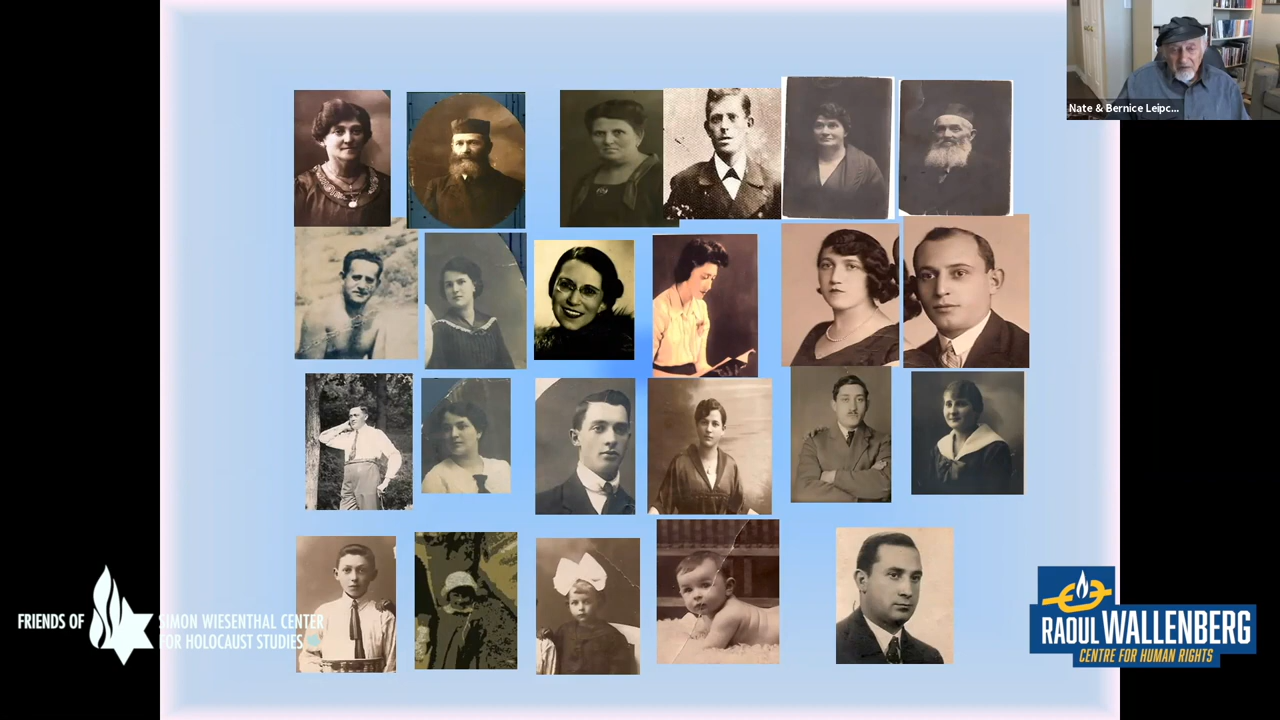 Nate & Bernice Leipc...
FRIENDS OF
SIMON WIESENTHAL CENTER
FOR HOLOCAUST STUDIES
RAOUL WALLENBERG
CENTRE FOR HUMAN RIGHTS